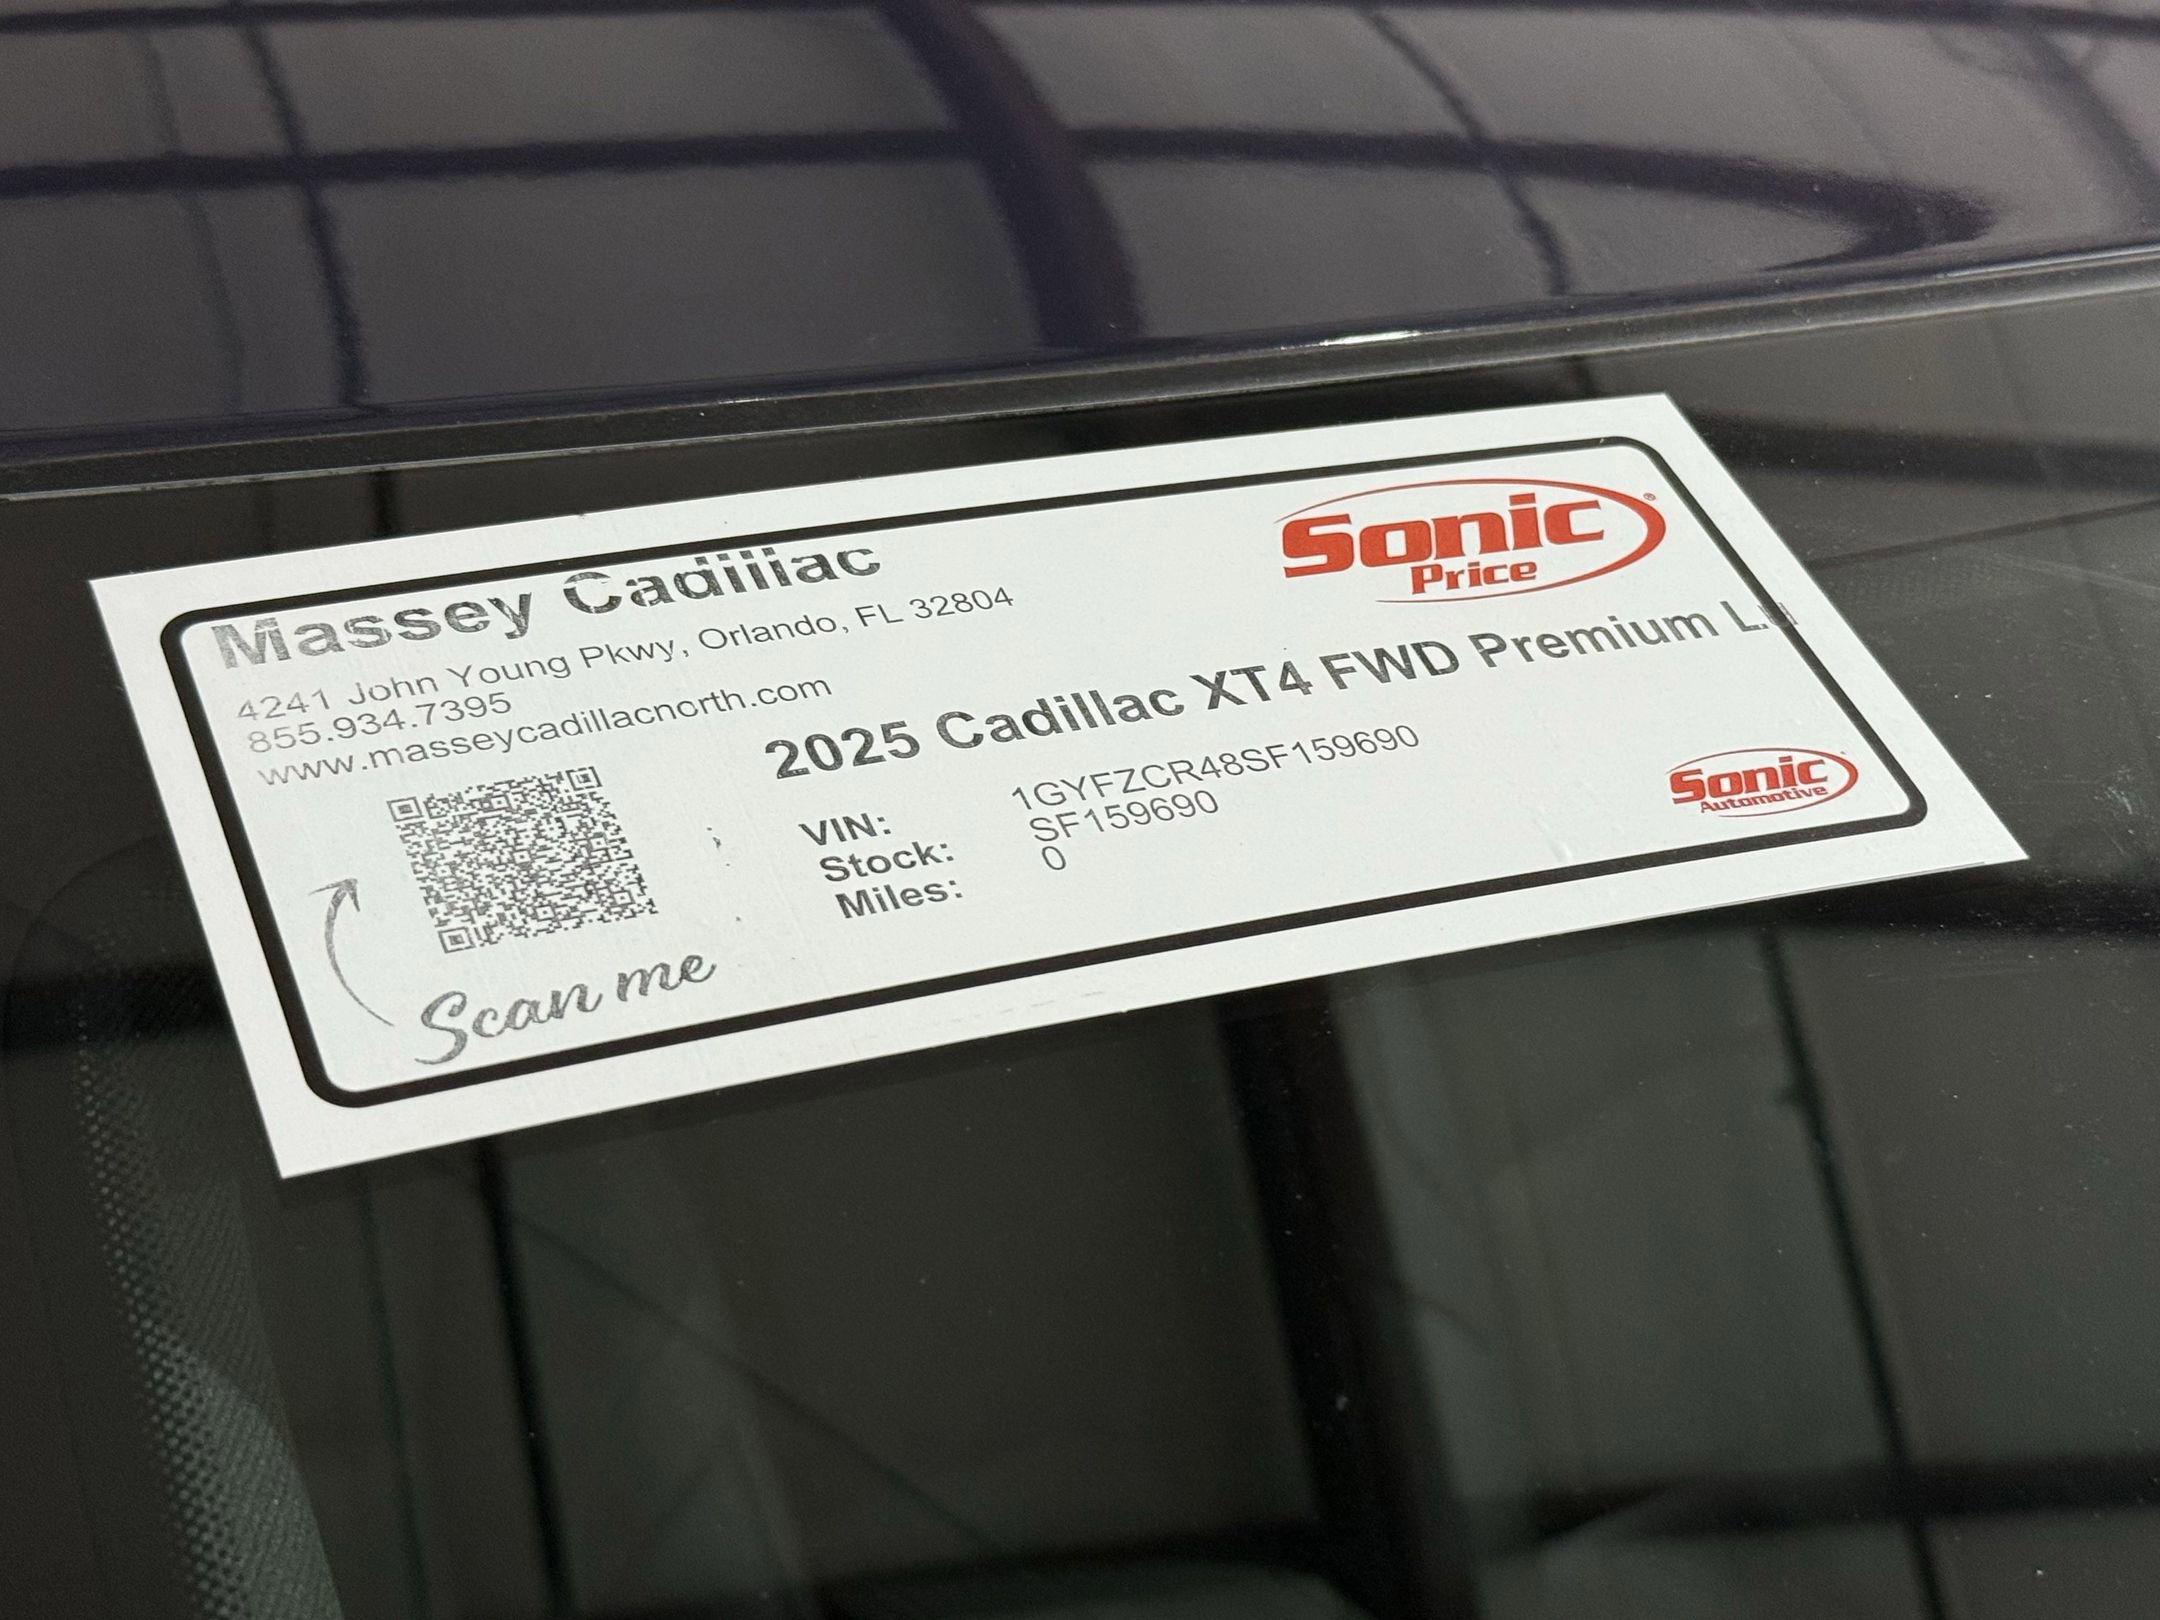 Massey Cadillac
4241 John Young Pkwy, Orlando, FL 32804
855.934.7395
www.masseycadillacnorth.com
Sonic®
Price
2025 Cadillac XT4 FWD Premium Lu
VIN: 1GYFZCR48SF159690
Stock: SF159690
Miles: 0
Scan me
Sonic
Automotive